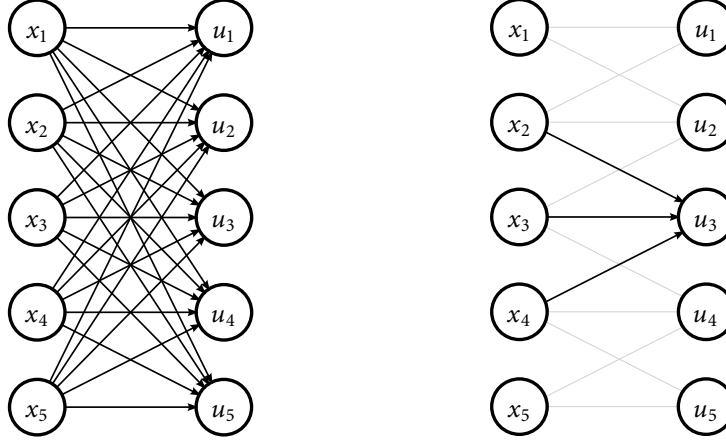 x₁ u₁ x₁ u₁
x₂ u₂ x₂ u₂
x₃ u₃ x₃ u₃
x₄ u₄ x₄ u₄
x₅ u₅ x₅ u₅